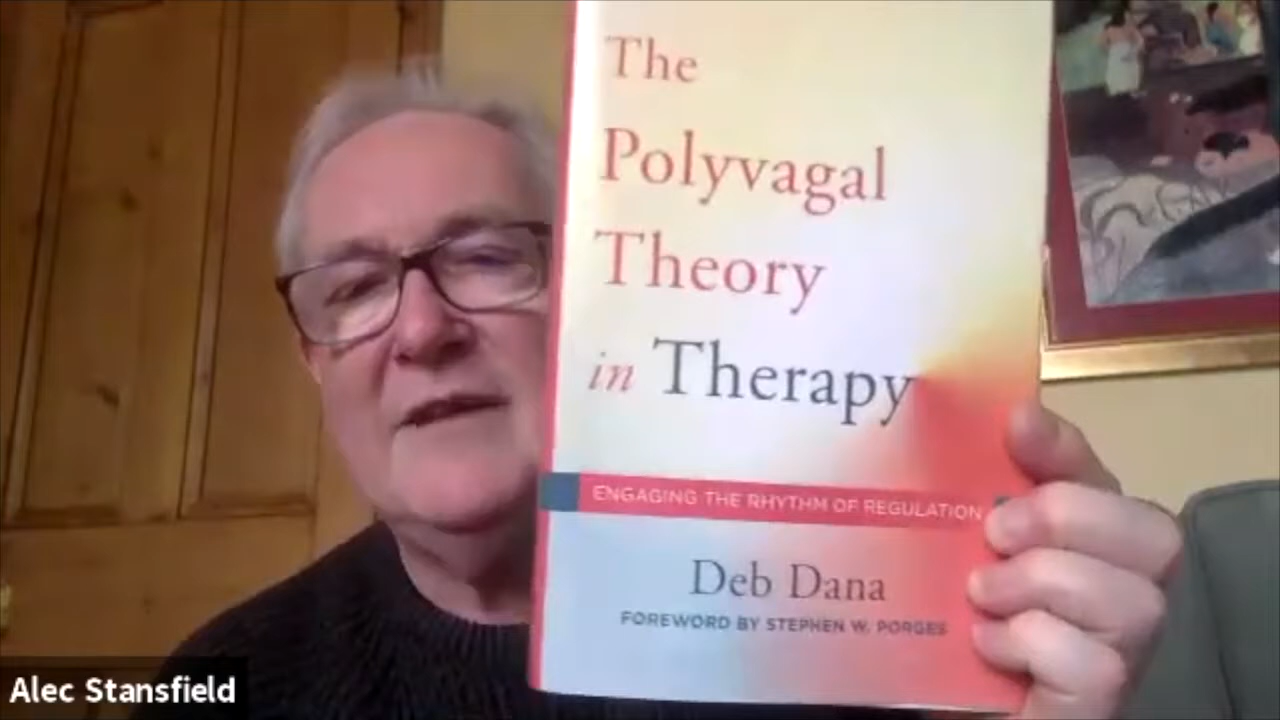 The
Polyvagal
Theory
in Therapy
ENGAGING THE RHYTHM OF REGULATION
Deb Dana
FOREWORD BY STEPHEN W. PORGES
Alec Stansfield